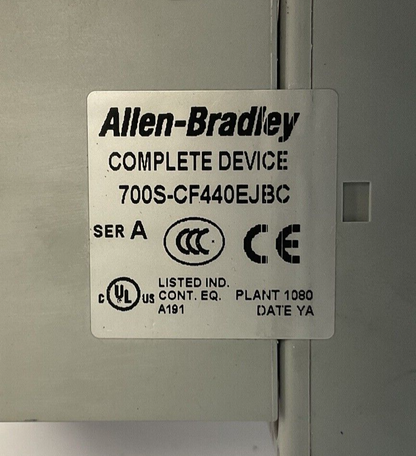 Allen-Bradley
COMPLETE DEVICE
700S-CF440EJBC
SER A CCC CE
C UL US LISTED IND.
CONT. EQ. PLANT 1080
A191 DATE YA